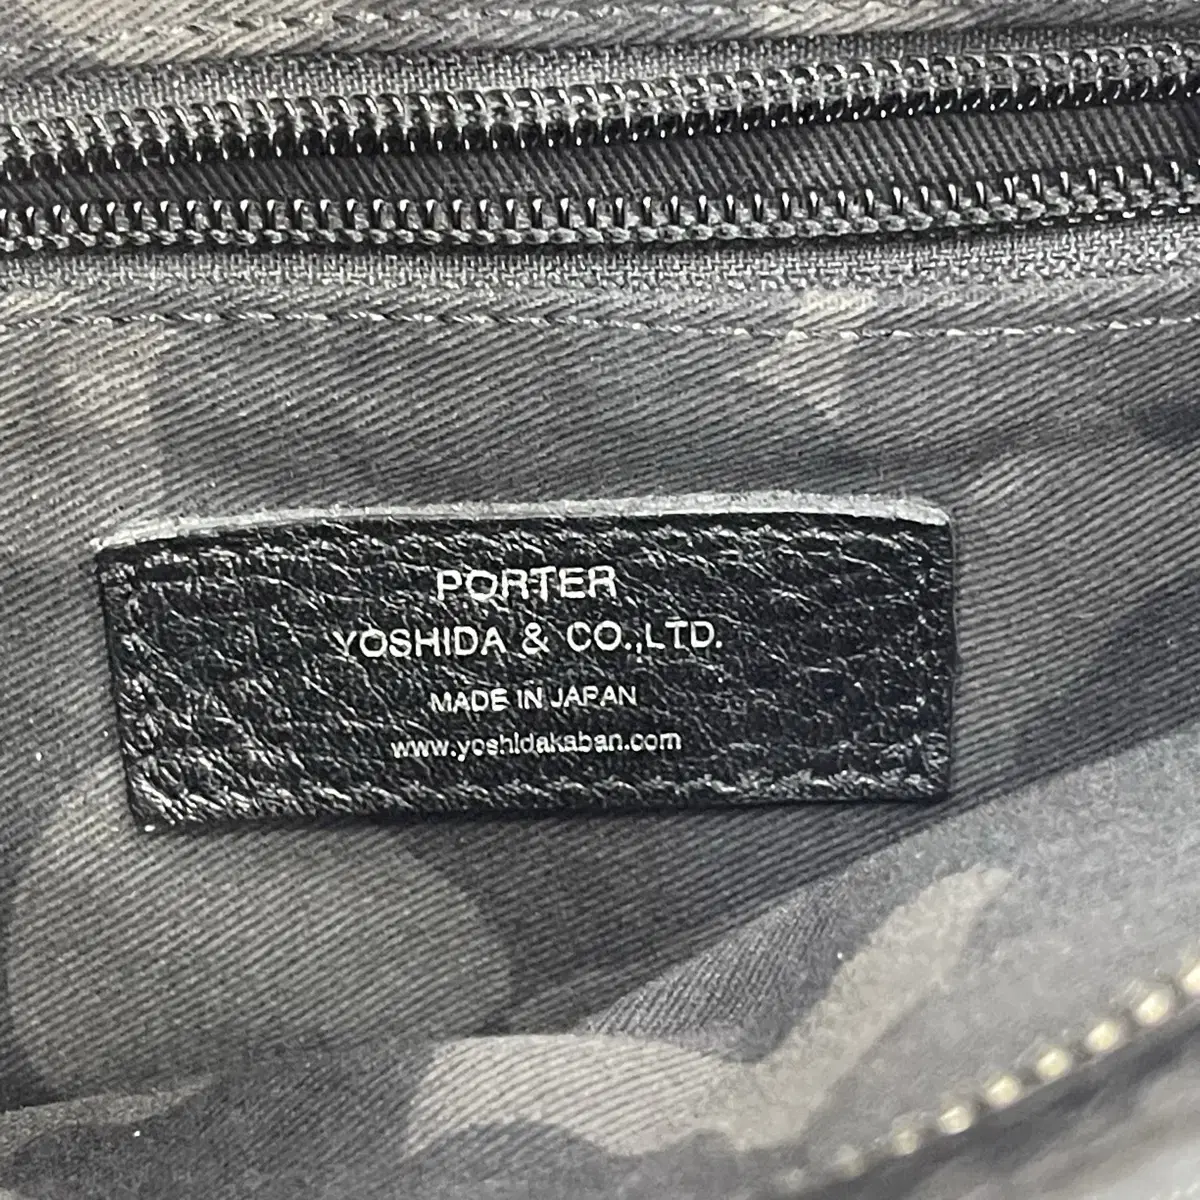 PORTER
YOSHIDA & CO.,LTD.
MADE IN JAPAN
www.yoshidakaban.com